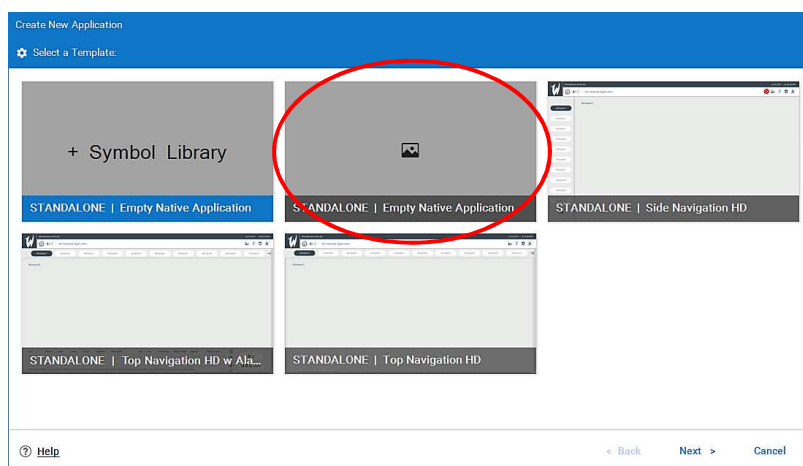 Create New Application
Select a Template:
+ Symbol Library
STANDALONE | Empty Native Application
STANDALONE | Empty Native Application
STANDALONE | Side Navigation HD
STANDALONE | Top Navigation HD w Ala...
STANDALONE | Top Navigation HD
? Help
< Back
Next >
Cancel